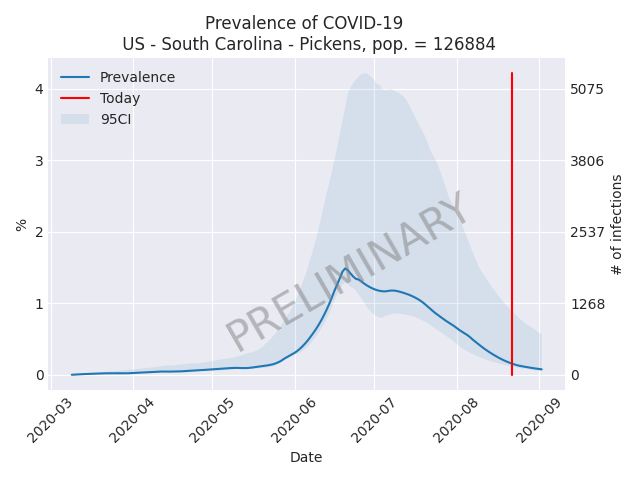 Prevalence of COVID-19
US - South Carolina - Pickens, pop. = 126884
Prevalence
Today
95CI
4
3
2
1
0
%
5075
3806
2537
1268
0
# of infections
PRELIMINARY
2020-03
2020-04
2020-05
2020-06
2020-07
2020-08
2020-09
Date